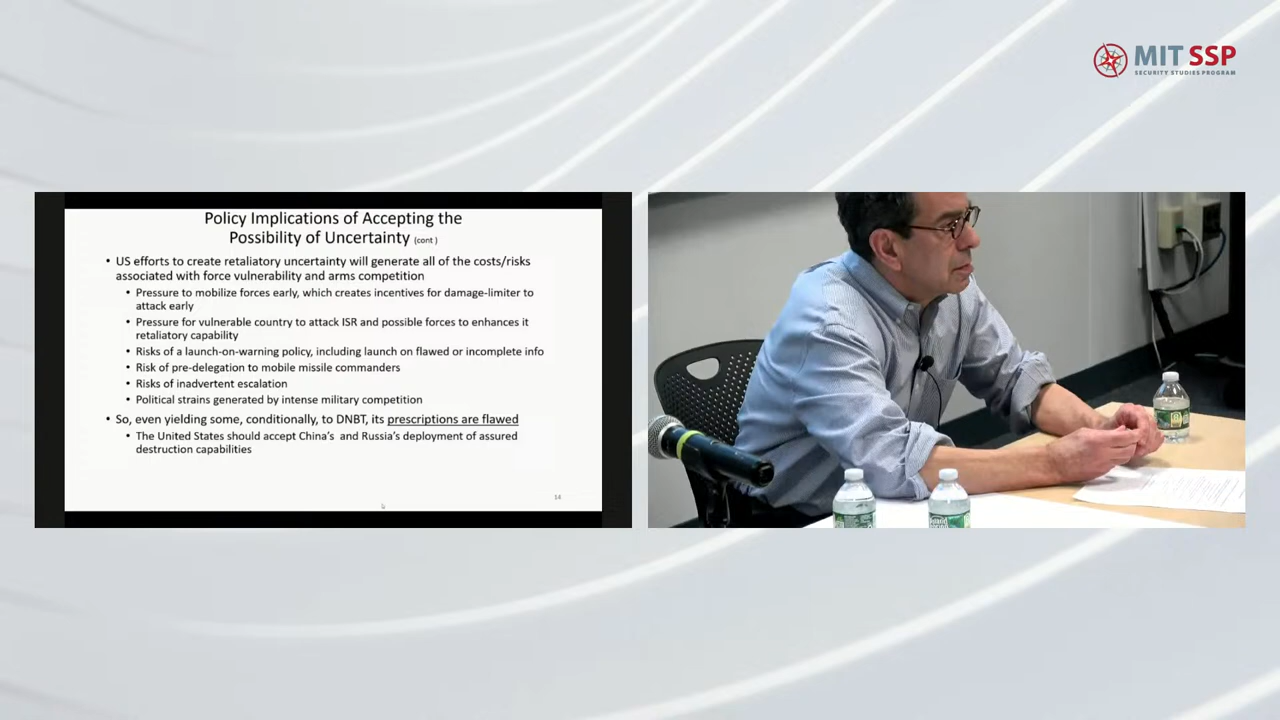 MIT SSP
SECURITY STUDIES PROGRAM
Policy Implications of Accepting the
Possibility of Uncertainty (cont )
• US efforts to create retaliatory uncertainty will generate all of the costs/risks
associated with force vulnerability and arms competition
• Pressure to mobilize forces early, which creates incentives for damage-limiter to
attack early
• Pressure for vulnerable country to attack ISR and possible forces to enhances it
retaliatory capability
• Risks of a launch-on-warning policy, including launch on flawed or incomplete info
• Risk of pre-delegation to mobile missile commanders
• Risks of inadvertent escalation
• Political strains generated by intense military competition
• So, even yielding some, conditionally, to DNBT, its prescriptions are flawed
• The United States should accept China's and Russia's deployment of assured
destruction capabilities
14